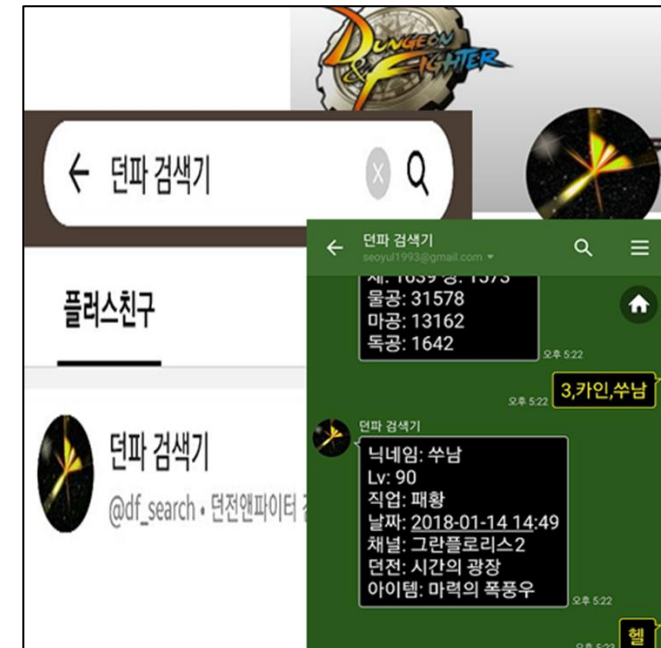 DUNGEON
& FIGHTER
던파 검색기
플러스친구
던파 검색기
@df_search • 던전앤파이터
던파 검색기
seoyul1993@gmail.com
물공: 31578
마공: 13162
독공: 1642
오후 5:22
3,카인,쑤남
오후 5:22
던파 검색기
닉네임: 쑤남
Lv: 90
직업: 패황
날짜: 2018-01-14 14:49
채널: 그란플로리스2
던전: 시간의 광장
아이템: 마력의 폭풍우
오후 5:22
헬
오후 5:23